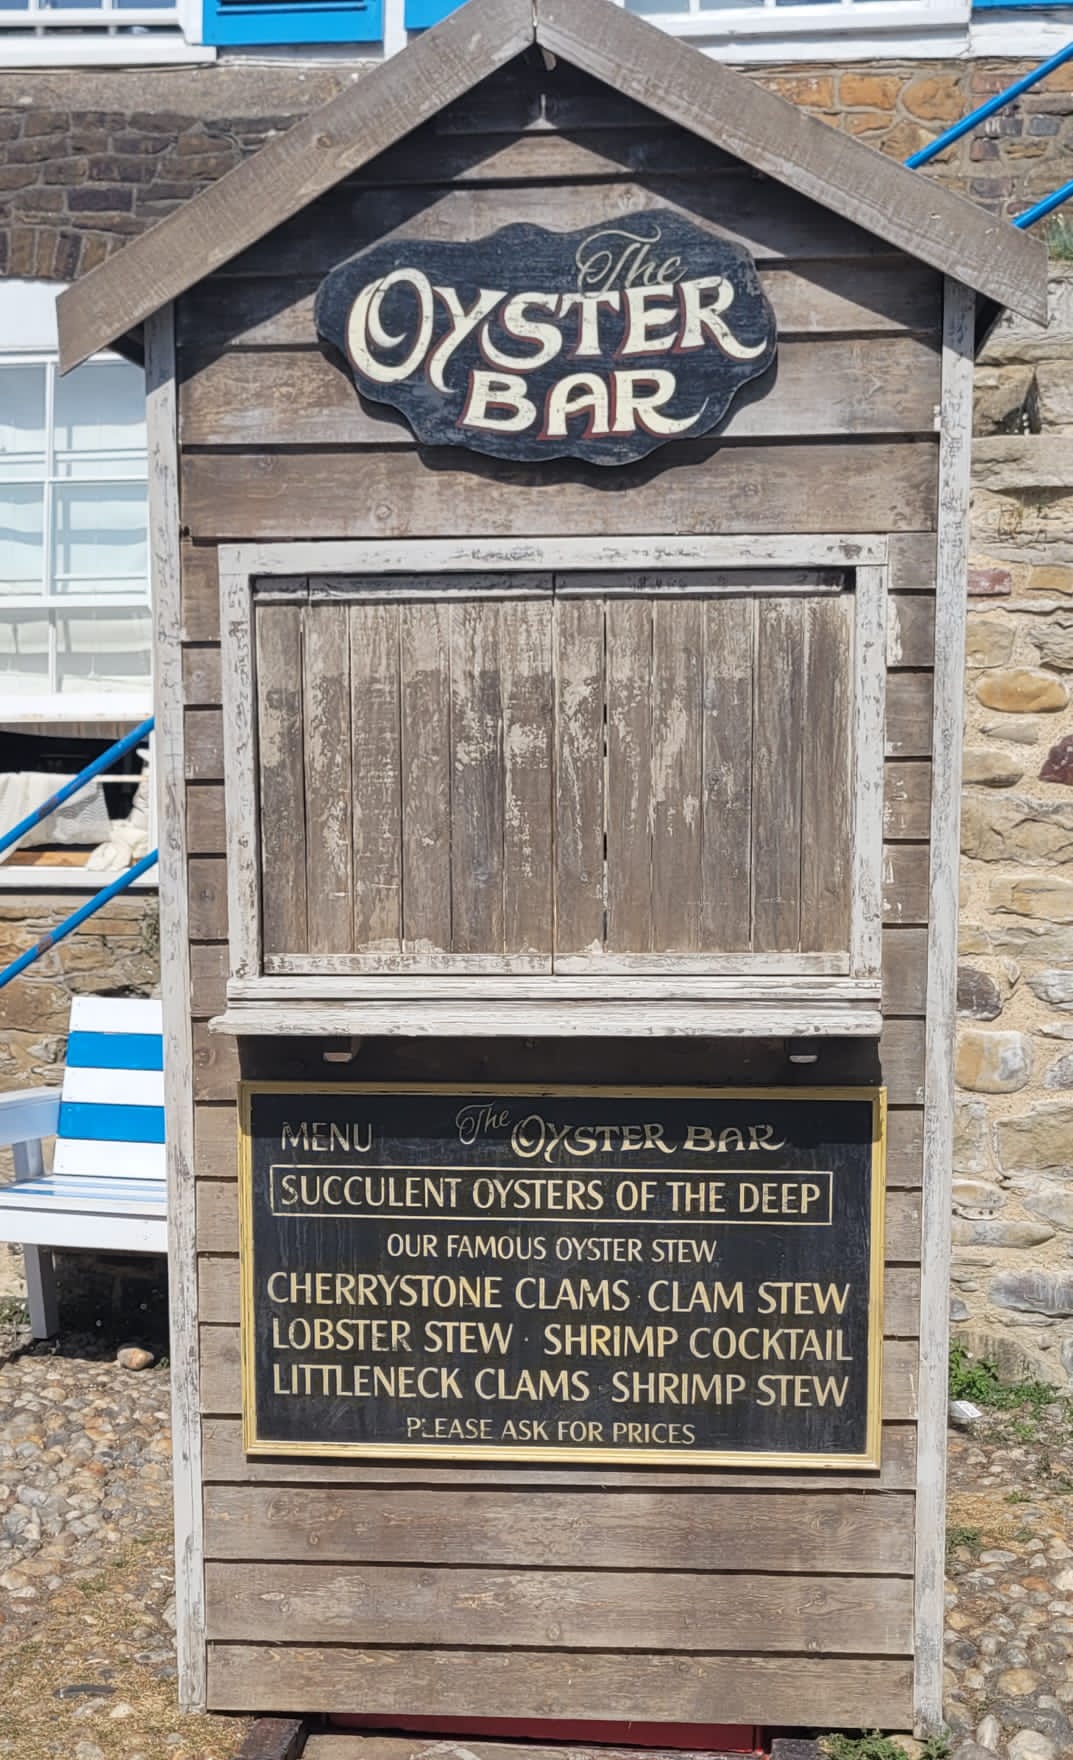 The
OYSTER
BAR
MENU The OYSTER BAR
SUCCULENT OYSTERS OF THE DEEP
OUR FAMOUS OYSTER STEW
CHERRYSTONE CLAMS · CLAM STEW
LOBSTER STEW · SHRIMP COCKTAIL
LITTLENECK CLAMS · SHRIMP STEW
PLEASE ASK FOR PRICES